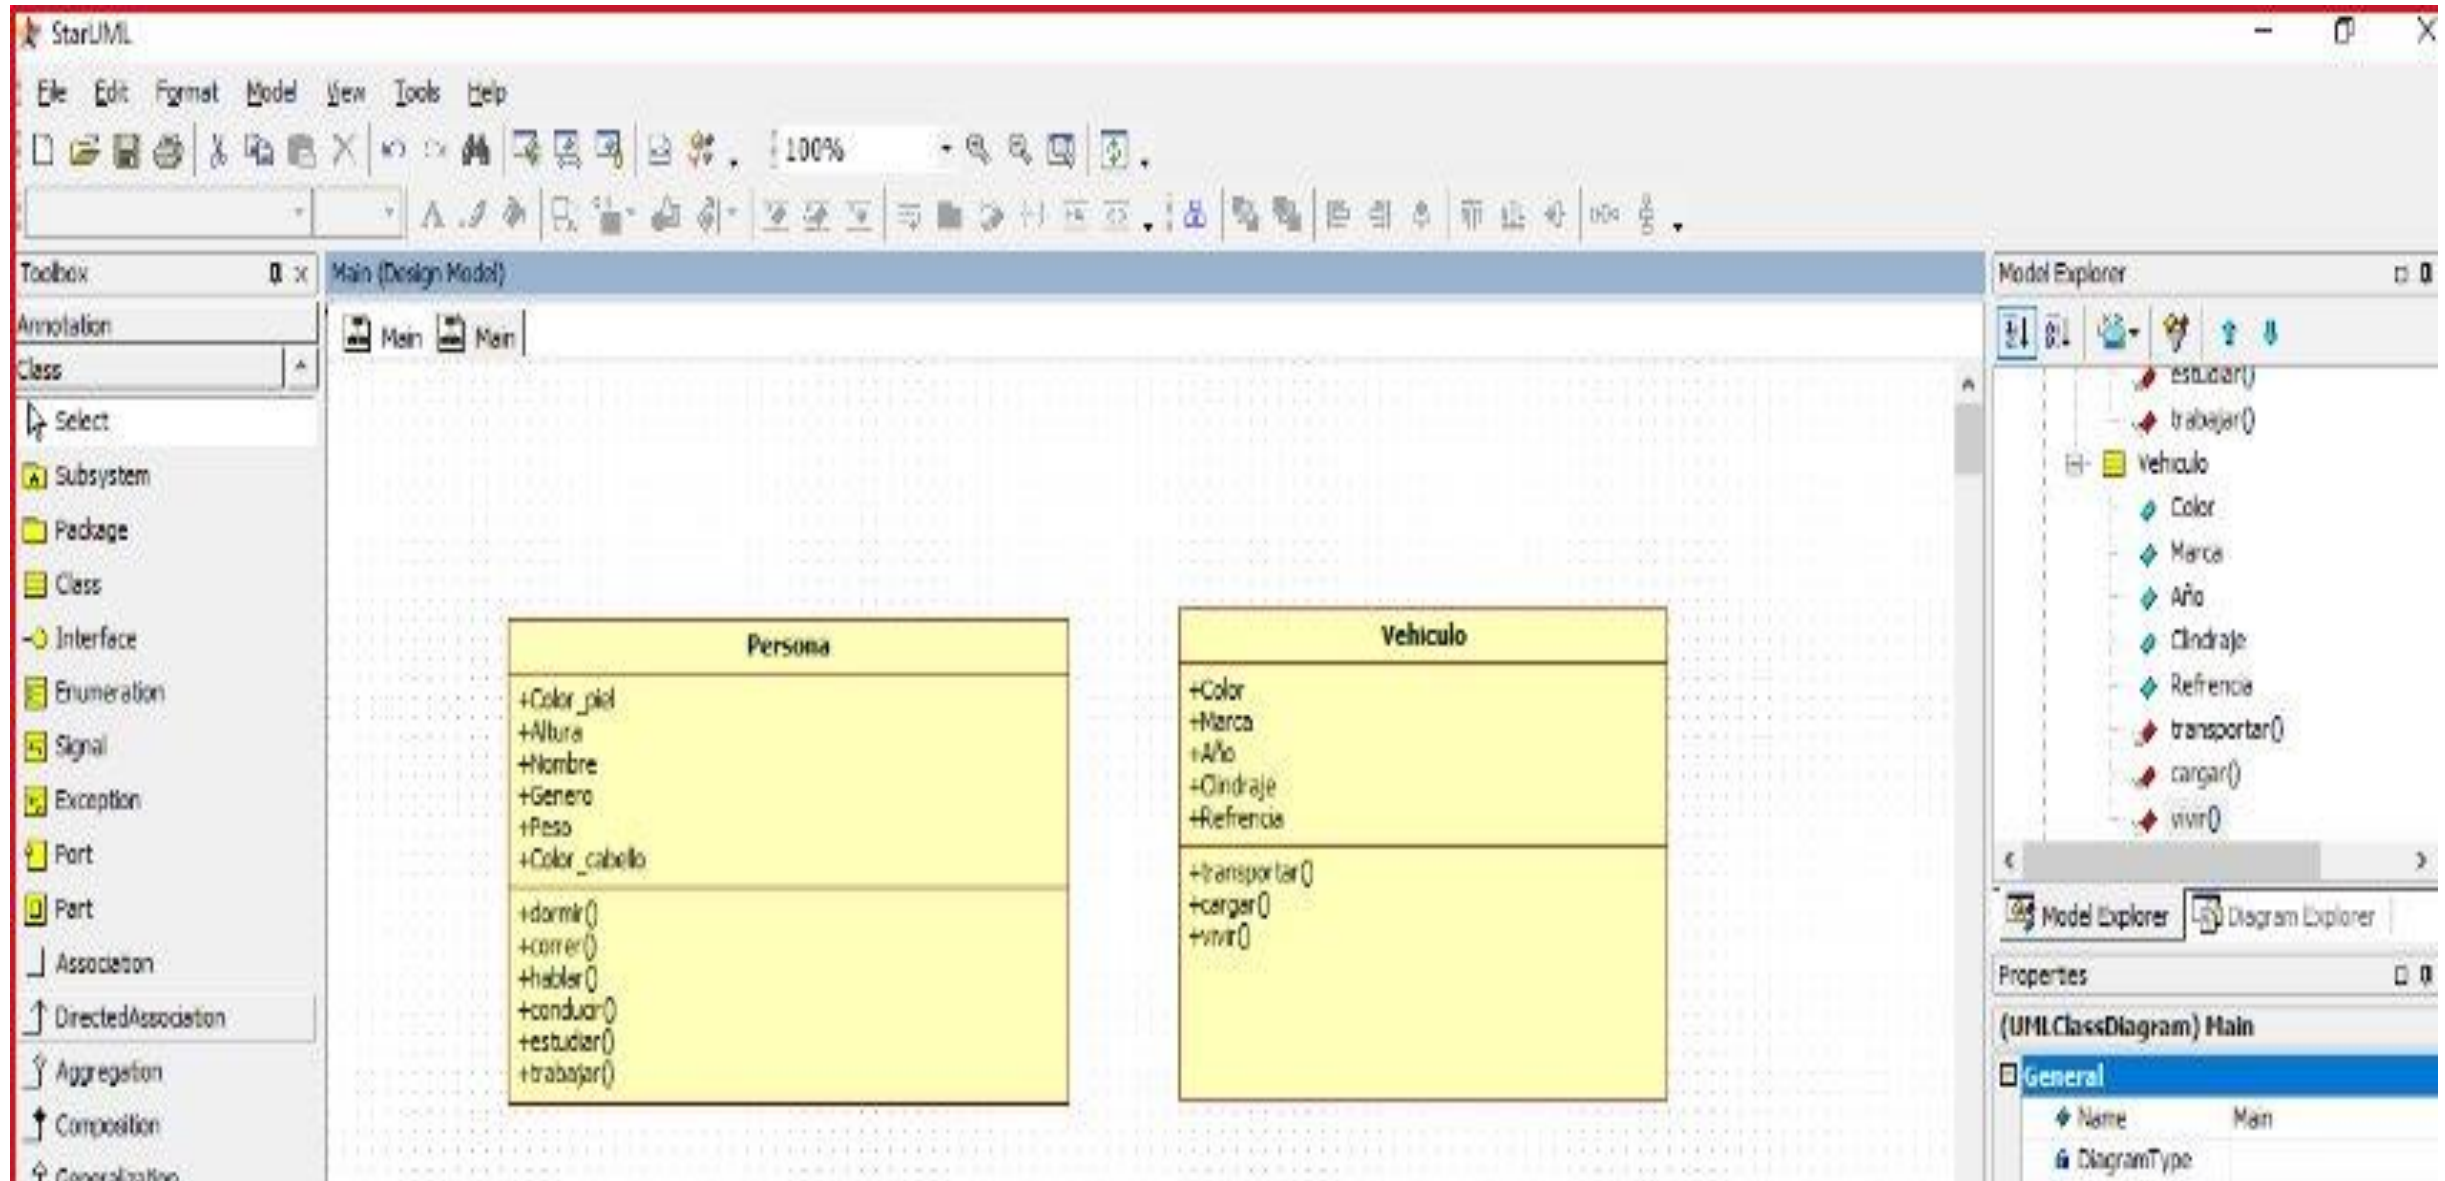 StarUML
File Edit Format Model View Tools Help
100%
Toolbox
Annotation
Class
Select
Subsystem
Package
Class
Interface
Enumeration
Signal
Exception
Port
Part
Association
DirectedAssociation
Aggregation
Composition
Generalization
Main (Design Model)
Main Main
Persona
+Color_piel
+Altura
+Nombre
+Genero
+Peso
+Color_cabello
+dormir()
+correr()
+hablar()
+conducir()
+estudiar()
+trabajar()
Vehiculo
+Color
+Marca
+Año
+Clindraje
+Refrencia
+transportar()
+cargar()
+vivir()
Model Explorer
estudiar()
trabajar()
Vehiculo
Color
Marca
Año
Clindraje
Refrencia
transportar()
cargar()
vivir()
Model Explorer Diagram Explorer
Properties
(UMLClassDiagram) Main
General
Name Main
DiagramType